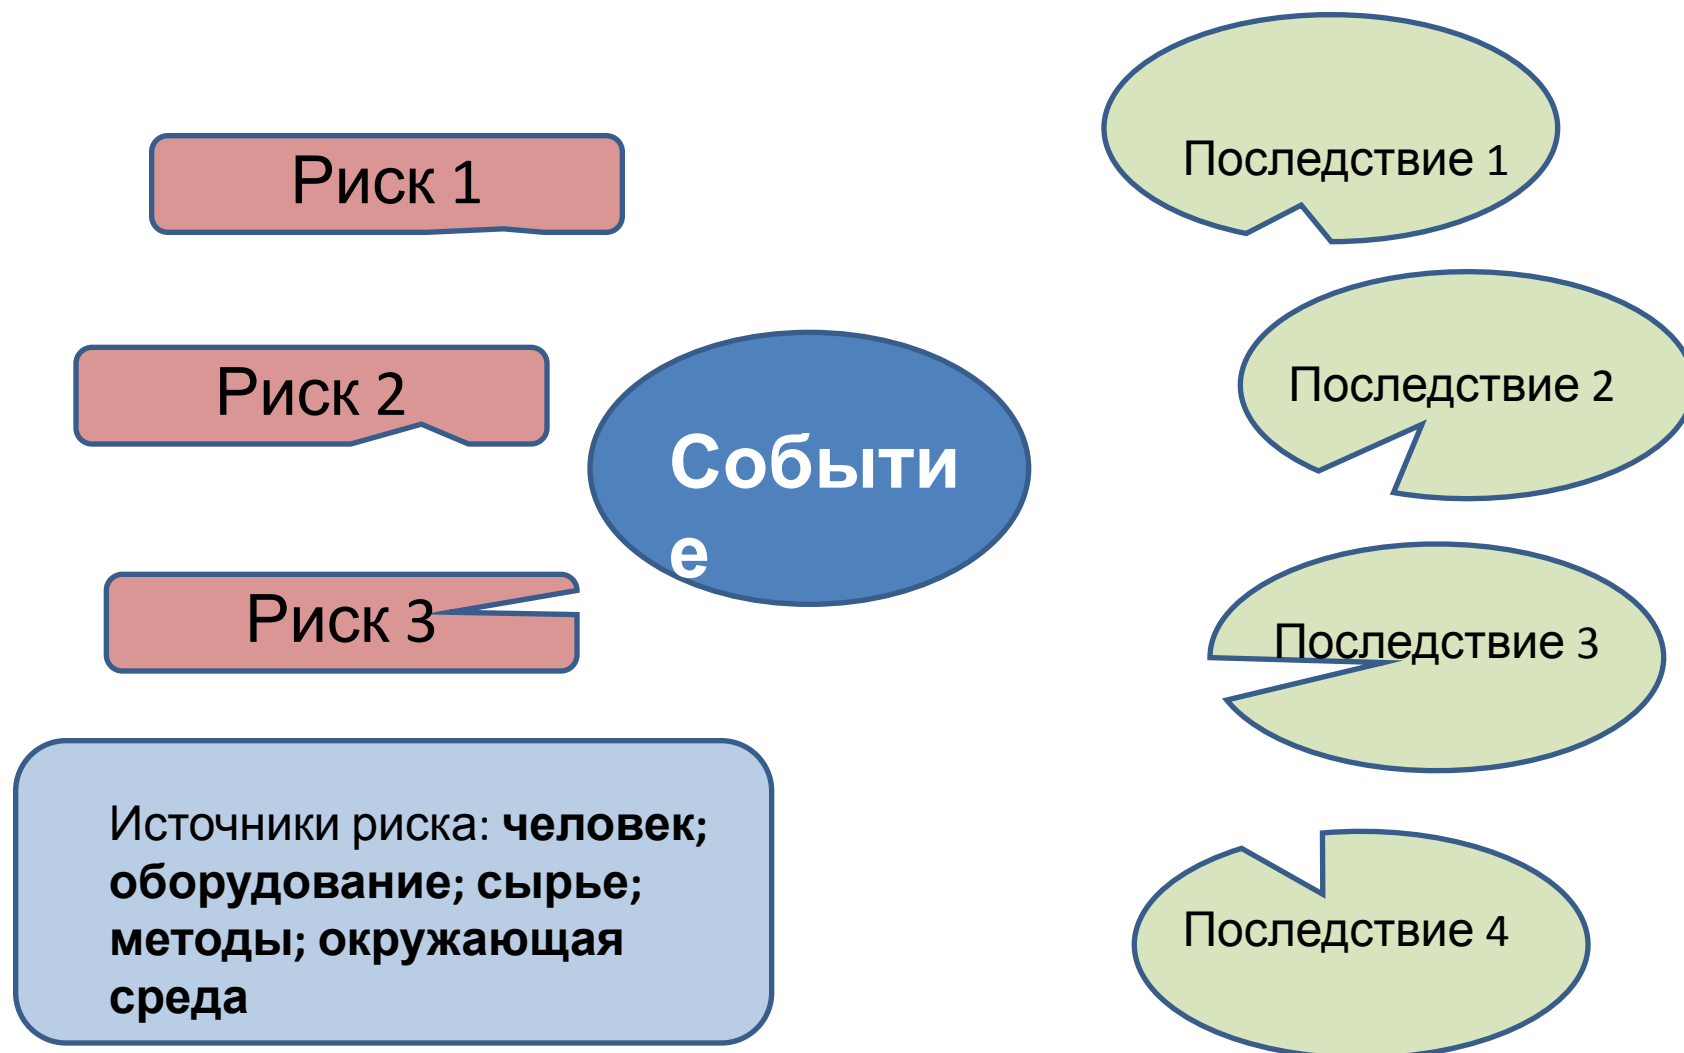 Риск 1
Риск 2
Риск 3
Событи
е
Последствие 1
Последствие 2
Последствие 3
Последствие 4
Источники риска: человек;
оборудование; сырье;
методы; окружающая
среда